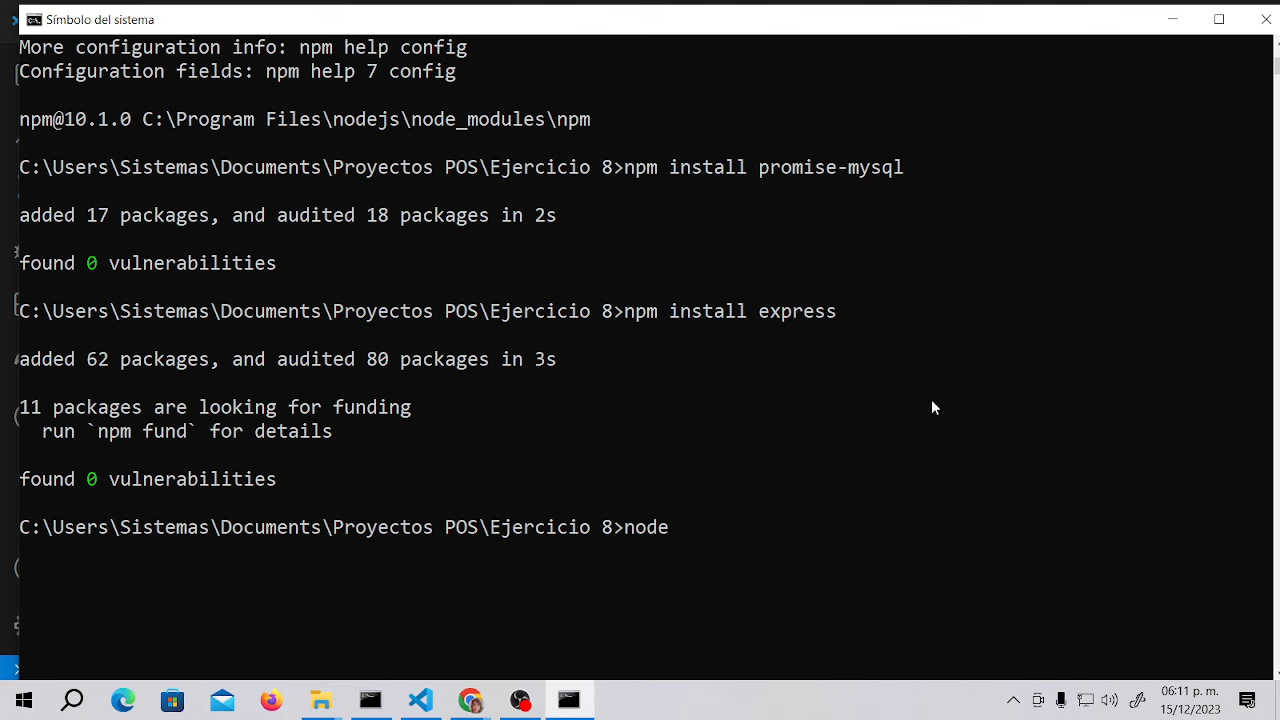 Símbolo del sistema
More configuration info: npm help config
Configuration fields: npm help 7 config
npm@10.1.0 C:\Program Files\nodejs\node_modules\npm
C:\Users\Sistemas\Documents\Proyectos POS\Ejercicio 8>npm install promise-mysql
added 17 packages, and audited 18 packages in 2s
found 0 vulnerabilities
C:\Users\Sistemas\Documents\Proyectos POS\Ejercicio 8>npm install express
added 62 packages, and audited 80 packages in 3s
11 packages are looking for funding
  run `npm fund` for details
found 0 vulnerabilities
C:\Users\Sistemas\Documents\Proyectos POS\Ejercicio 8>node
06:11 p. m.
15/12/2023